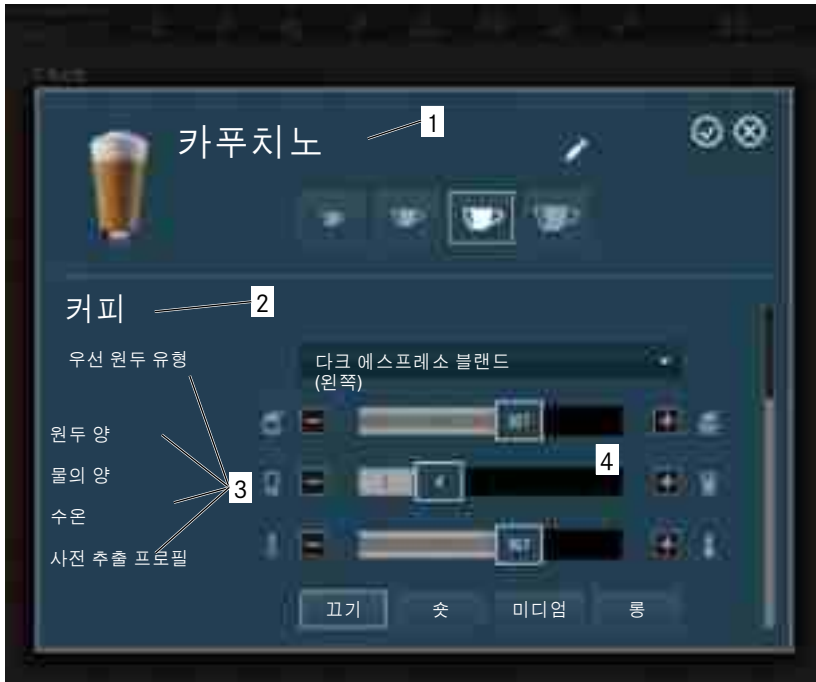 카푸치노
1
커피
2
우선 원두 유형
다크 에스프레소 블랜드
(왼쪽)
원두 양
물의 양
수온
사전 추출 프로필
3
4
끄기
숏
미디엄
롱